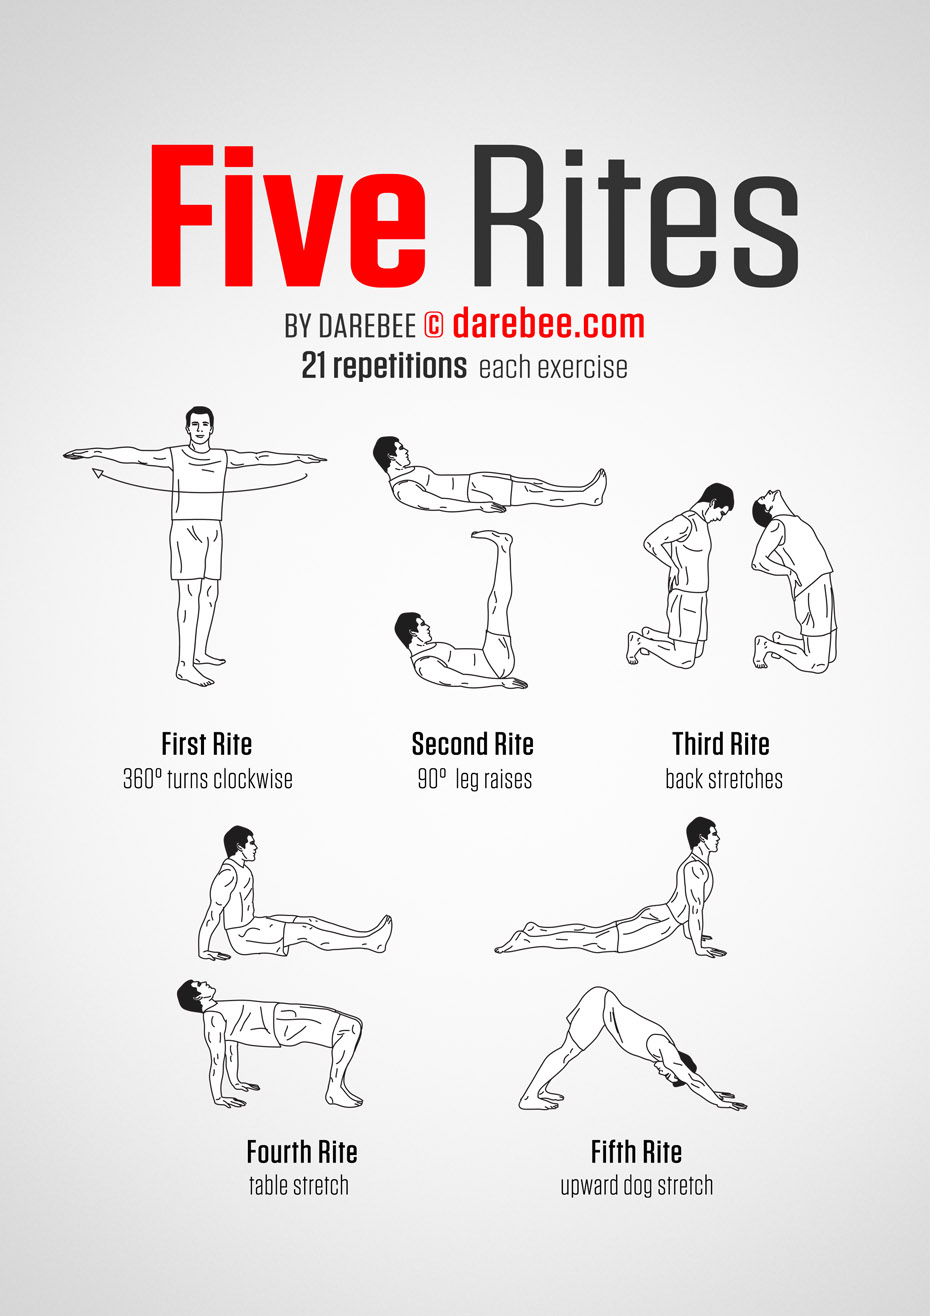 Five Rites
BY DAREBEE © darebee.com
21 repetitions each exercise
First Rite
360º turns clockwise
Second Rite
90º leg raises
Third Rite
back stretches
Fourth Rite
table stretch
Fifth Rite
upward dog stretch